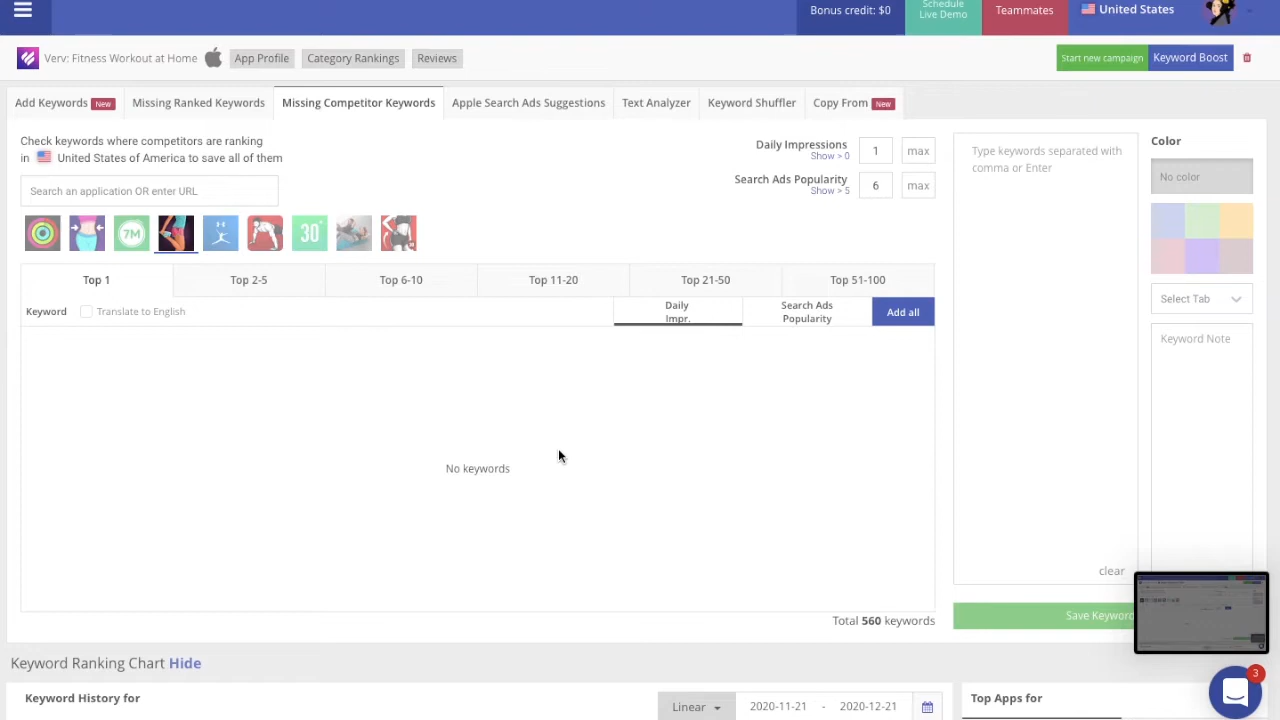 Bonus credit: $0
Schedule
Live Demo
Teammates
United States
Verv: Fitness Workout at Home
App Profile
Category Rankings
Reviews
Start new campaign
Keyword Boost
Add Keywords New
Missing Ranked Keywords
Missing Competitor Keywords
Apple Search Ads Suggestions
Text Analyzer
Keyword Shuffler
Copy From New
Check keywords where competitors are ranking
in United States of America to save all of them
Search an application OR enter URL
Daily Impressions
Show > 0
1
max
Search Ads Popularity
Show > 5
6
max
7M
30
Top 1
Top 2-5
Top 6-10
Top 11-20
Top 21-50
Top 51-100
Keyword
Translate to English
Daily
Impr.
Search Ads
Popularity
Add all
No keywords
Total 560 keywords
Type keywords separated with
comma or Enter
clear
Color
No color
Select Tab
Keyword Note
Save Keyword
3
Keyword Ranking Chart Hide
Keyword History for
Linear
2020-11-21 - 2020-12-21
Top Apps for